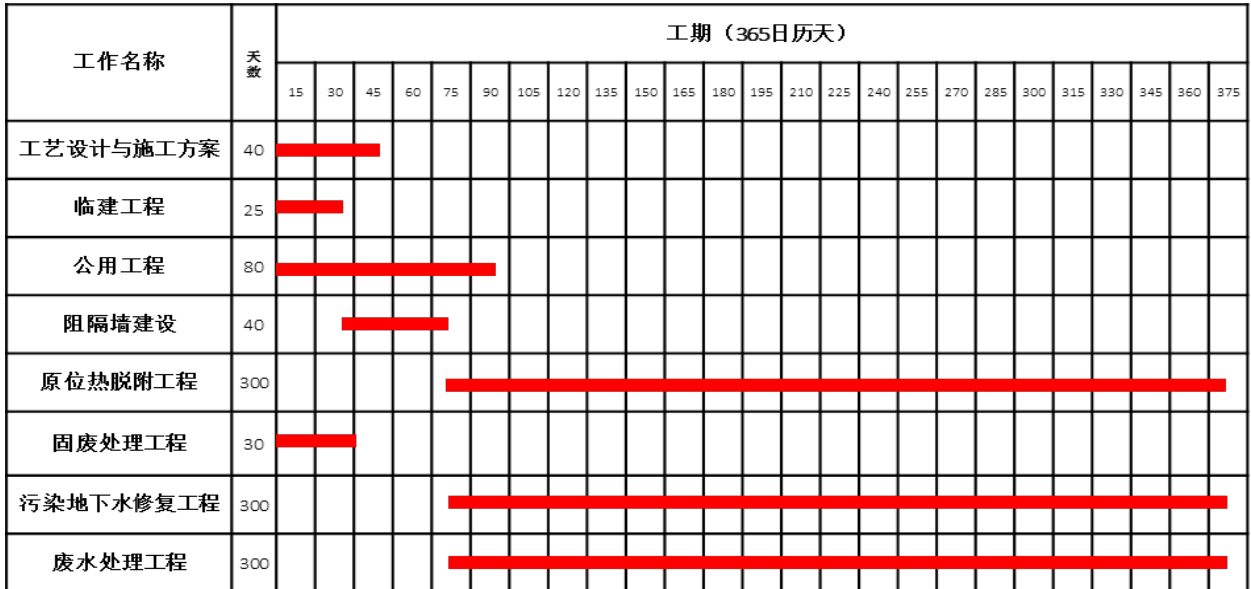 工作名称
天数
工期（365日历天）
15 30 45 60 75 90 105 120 135 150 165 180 195 210 225 240 255 270 285 300 315 330 345 360 375
工艺设计与施工方案 40
临建工程 25
公用工程 80
阻隔墙建设 40
原位热脱附工程 300
固废处理工程 30
污染地下水修复工程 300
废水处理工程 300